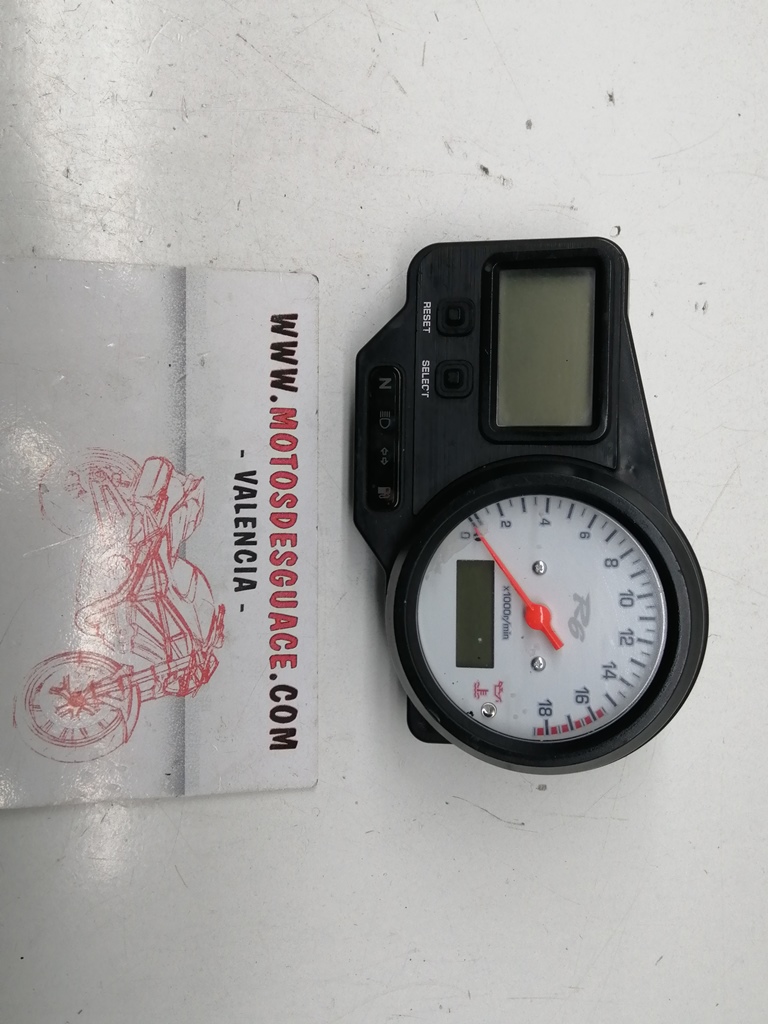 WWW.MOTOSDESGUACE.COM
- VALENCIA -
RESET
SELECT
N
0
2
4
6
8
10
12
14
16
18
R6
x1000r/min